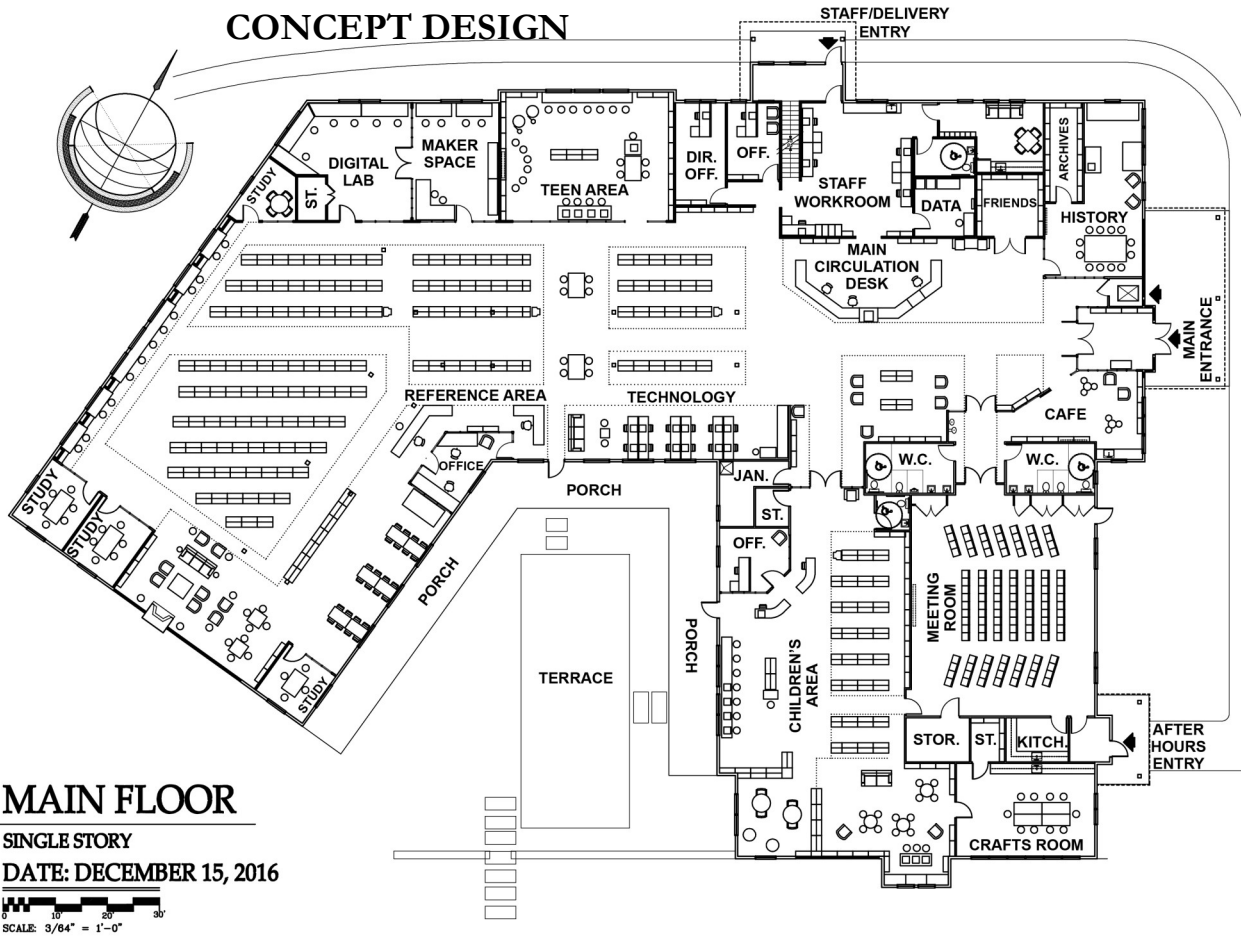 CONCEPT DESIGN
STAFF/DELIVERY
ENTRY
STUDY
DIGITAL
LAB
ST.
MAKER
SPACE
TEEN AREA
DIR.
OFF.
OFF.
STAFF
WORKROOM
DATA
FRIENDS
ARCHIVES
HISTORY
MAIN
CIRCULATION
DESK
MAIN
ENTRANCE
REFERENCE AREA
TECHNOLOGY
CAFE
OFFICE
W.C.
W.C.
JAN.
ST.
OFF.
STUDY
STUDY
STUDY
PORCH
PORCH
PORCH
TERRACE
CHILDREN'S
AREA
MEETING
ROOM
STOR.
ST.
KITCH.
AFTER
HOURS
ENTRY
CRAFTS ROOM
MAIN FLOOR
SINGLE STORY
DATE: DECEMBER 15, 2016
0 10' 20' 30'
SCALE: 3/64" = 1'-0"